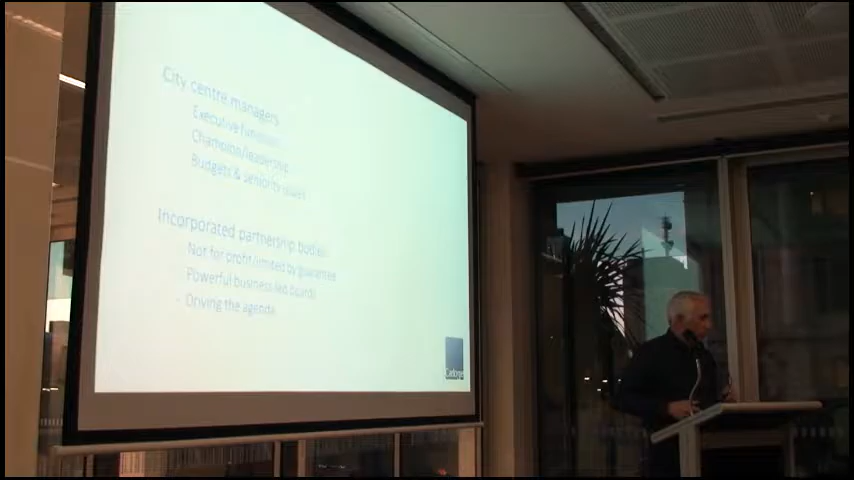 City centre managers
Executive functions
Champion/leadership
Budgets & seniority issues
Incorporated partnership bodies
Not for profit/limited by guarantee
Powerful business led boards
- Driving the agenda